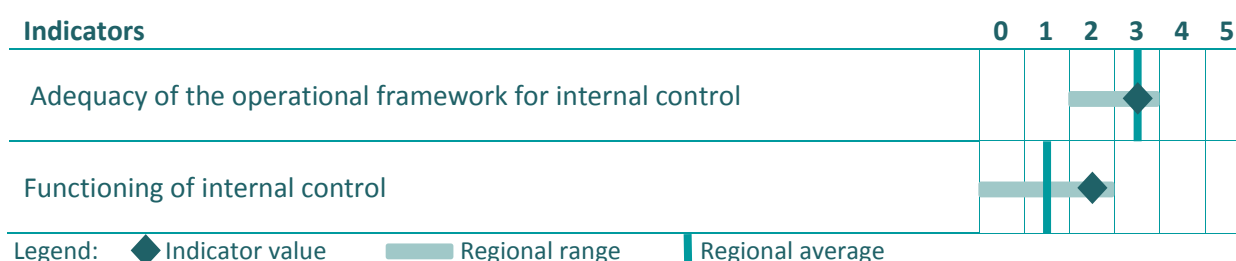 Indicators 0 1 2 3 4 5
Adequacy of the operational framework for internal control
Functioning of internal control
Legend: Indicator value Regional range Regional average